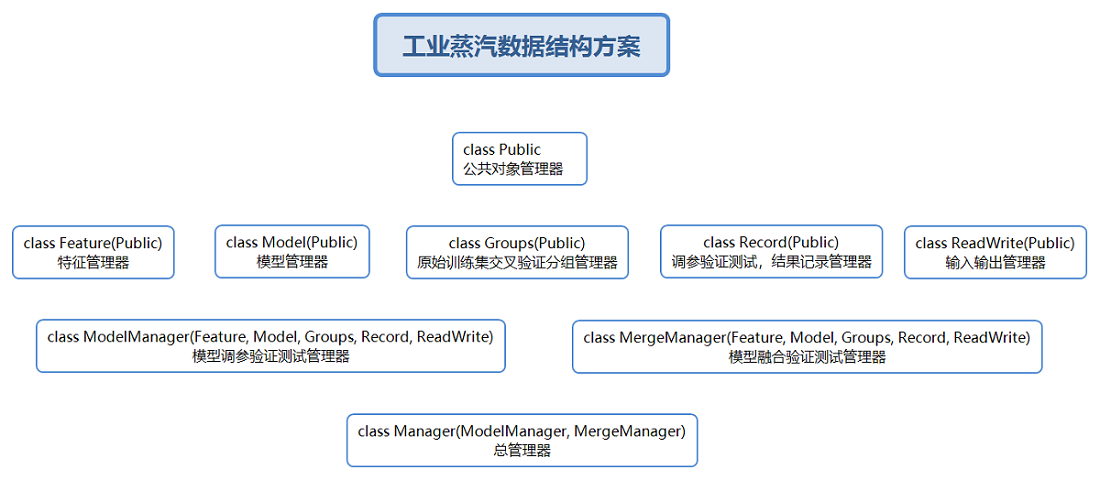 工业蒸汽数据结构方案
class Public
公共对象管理器
class Feature(Public)
特征管理器
class Model(Public)
模型管理器
class Groups(Public)
原始训练集交叉验证分组管理器
class Record(Public)
调参验证测试，结果记录管理器
class ReadWrite(Public)
输入输出管理器
class ModelManager(Feature, Model, Groups, Record, ReadWrite)
模型调参验证测试管理器
class MergeManager(Feature, Model, Groups, Record, ReadWrite)
模型融合验证测试管理器
class Manager(ModelManager, MergeManager)
总管理器